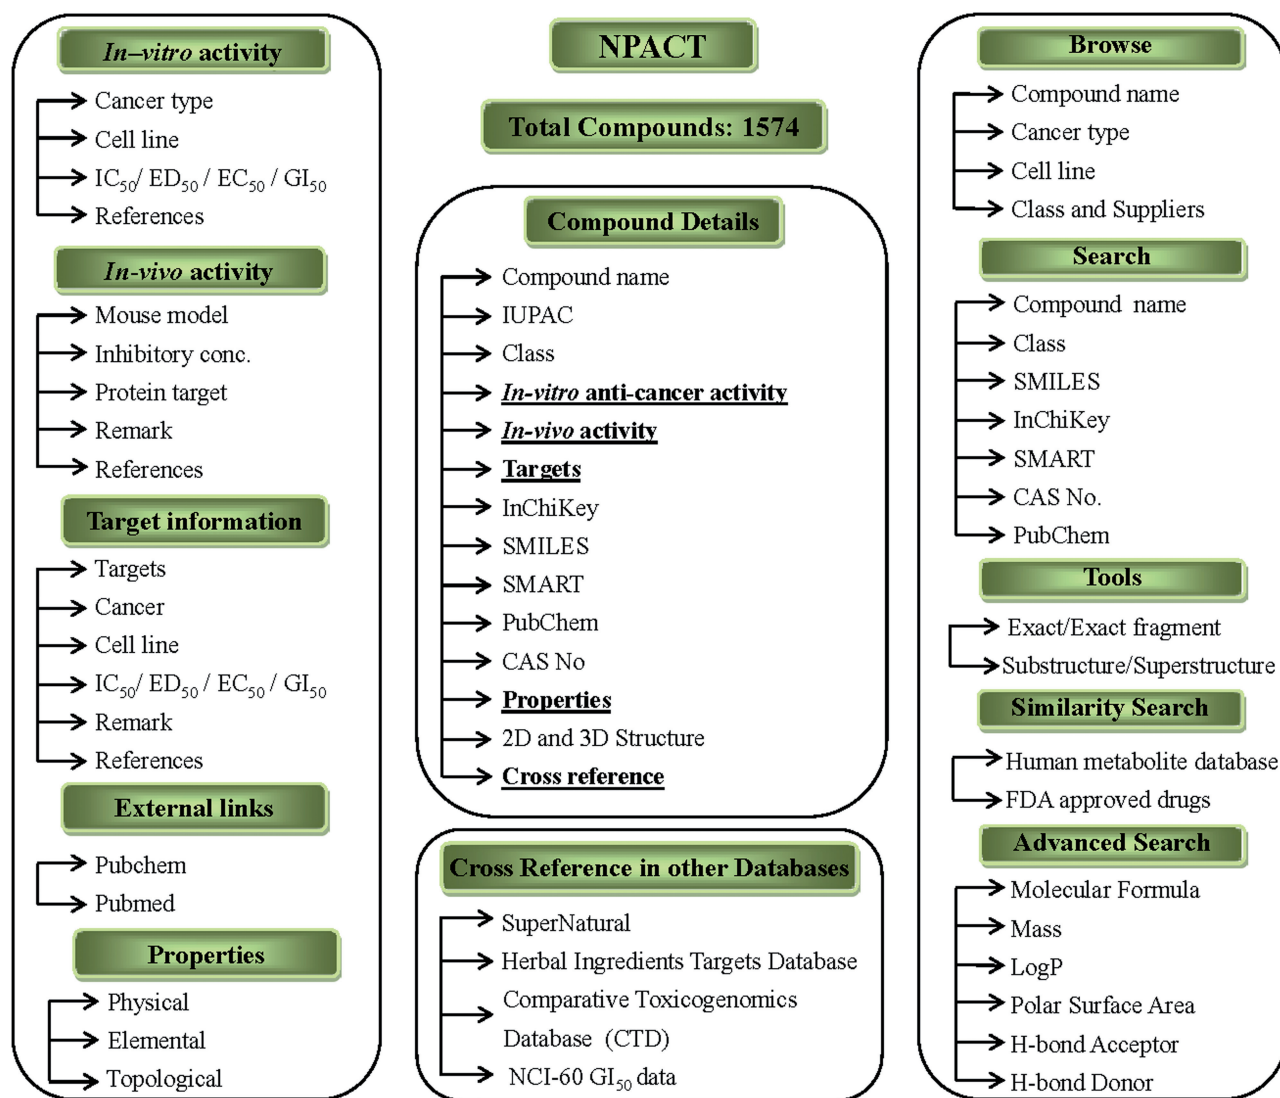 In–vitro activity
Cancer type
Cell line
IC50/ ED50 / EC50 / GI50
References
In-vivo activity
Mouse model
Inhibitory conc.
Protein target
Remark
References
Target information
Targets
Cancer
Cell line
IC50/ ED50 / EC50 / GI50
Remark
References
External links
Pubchem
Pubmed
Properties
Physical
Elemental
Topological
NPACT
Total Compounds: 1574
Compound Details
Compound name
IUPAC
Class
In-vitro anti-cancer activity
In-vivo activity
Targets
InChiKey
SMILES
SMART
PubChem
CAS No
Properties
2D and 3D Structure
Cross reference
Cross Reference in other Databases
SuperNatural
Herbal Ingredients Targets Database
Comparative Toxicogenomics
Database (CTD)
NCI-60 GI50 data
Browse
Compound name
Cancer type
Cell line
Class and Suppliers
Search
Compound name
Class
SMILES
InChiKey
SMART
CAS No.
PubChem
Tools
Exact/Exact fragment
Substructure/Superstructure
Similarity Search
Human metabolite database
FDA approved drugs
Advanced Search
Molecular Formula
Mass
LogP
Polar Surface Area
H-bond Acceptor
H-bond Donor